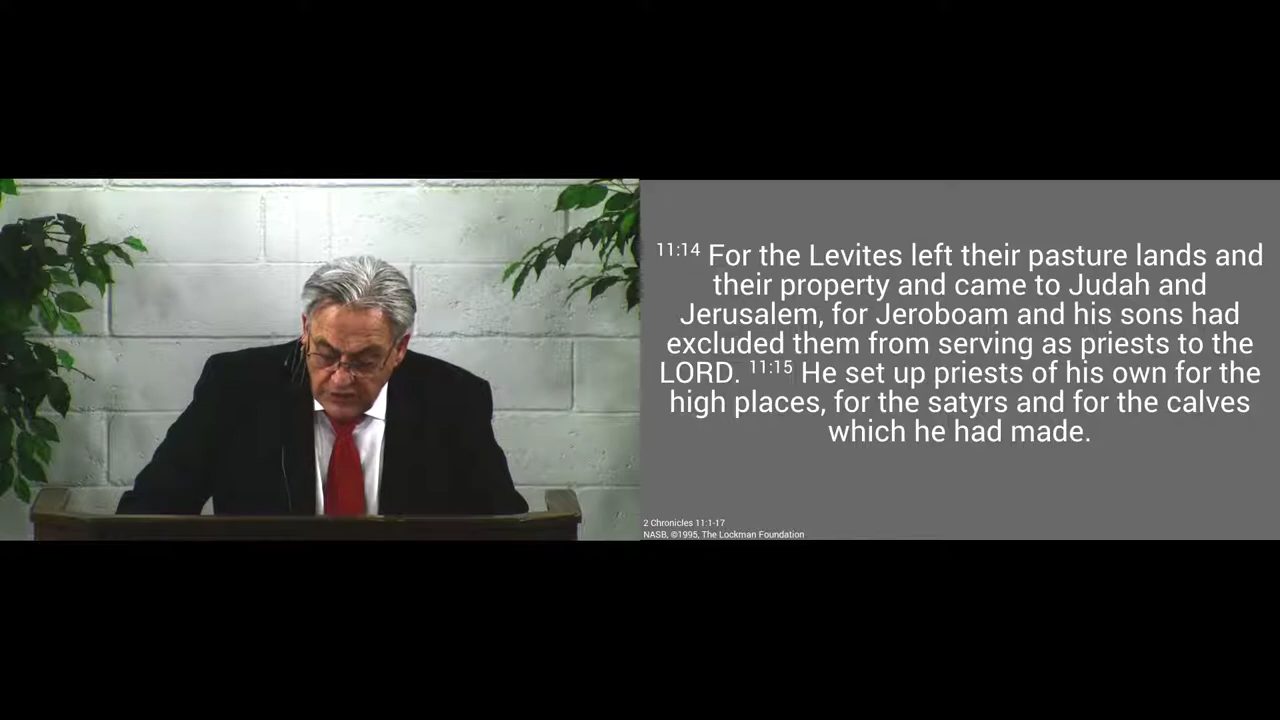 11:14 For the Levites left their pasture lands and
their property and came to Judah and
Jerusalem, for Jeroboam and his sons had
excluded them from serving as priests to the
LORD. 11:15 He set up priests of his own for the
high places, for the satyrs and for the calves
which he had made.
2 Chronicles 11:1-17
NASB, ©1995, The Lockman Foundation